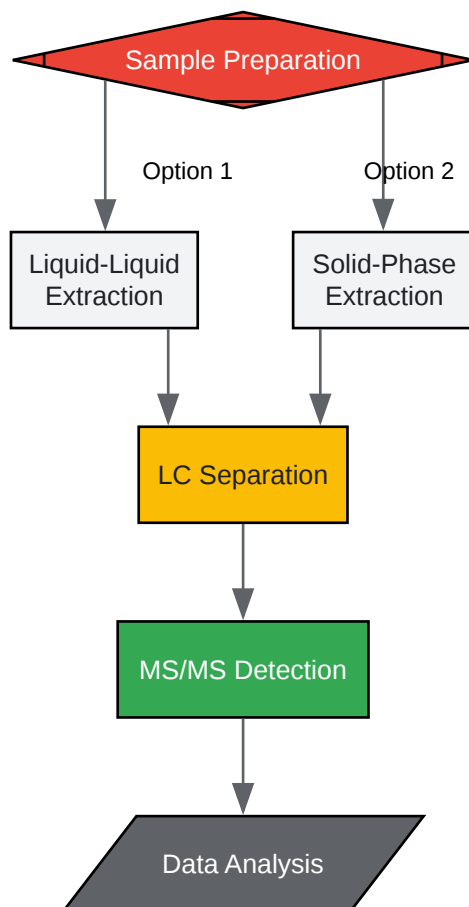 Sample Preparation
Option 1
Option 2
Liquid-Liquid
Extraction
Solid-Phase
Extraction
LC Separation
MS/MS Detection
Data Analysis